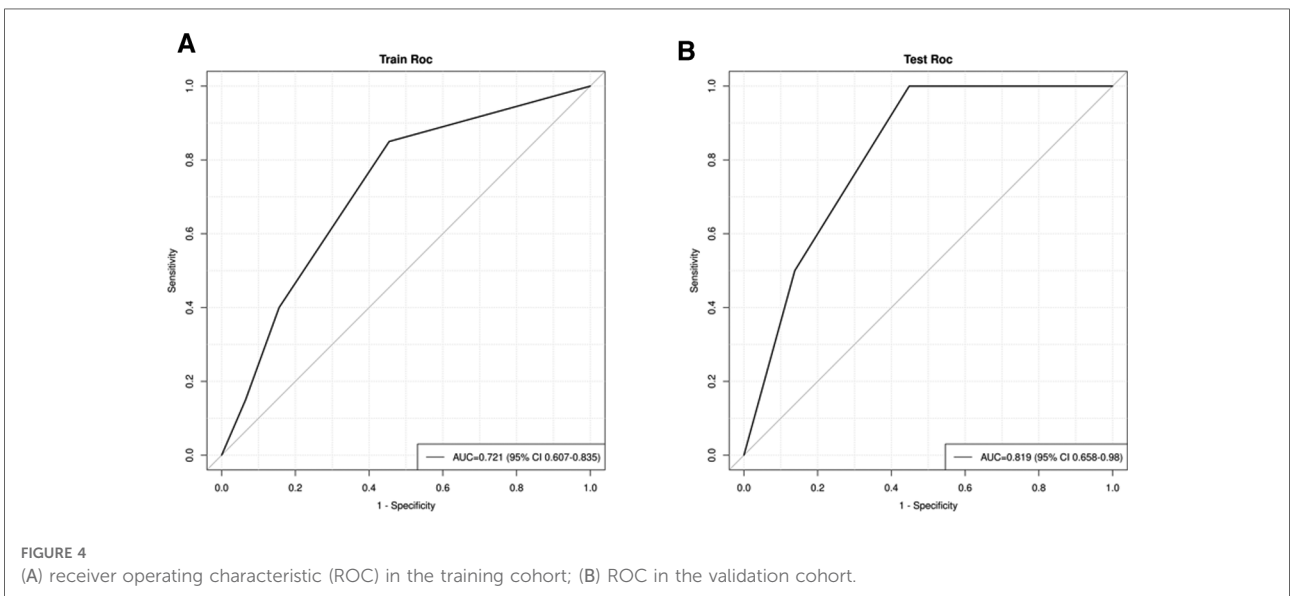 A
Train Roc
Sensitivity
1.0
0.8
0.6
0.4
0.2
0.0
0.0 0.2 0.4 0.6 0.8 1.0
1 - Specificity
AUC=0.721 (95% CI 0.607-0.835)
B
Test Roc
Sensitivity
1.0
0.8
0.6
0.4
0.2
0.0
0.0 0.2 0.4 0.6 0.8 1.0
1 - Specificity
AUC=0.819 (95% CI 0.658-0.98)
FIGURE 4
(A) receiver operating characteristic (ROC) in the training cohort; (B) ROC in the validation cohort.